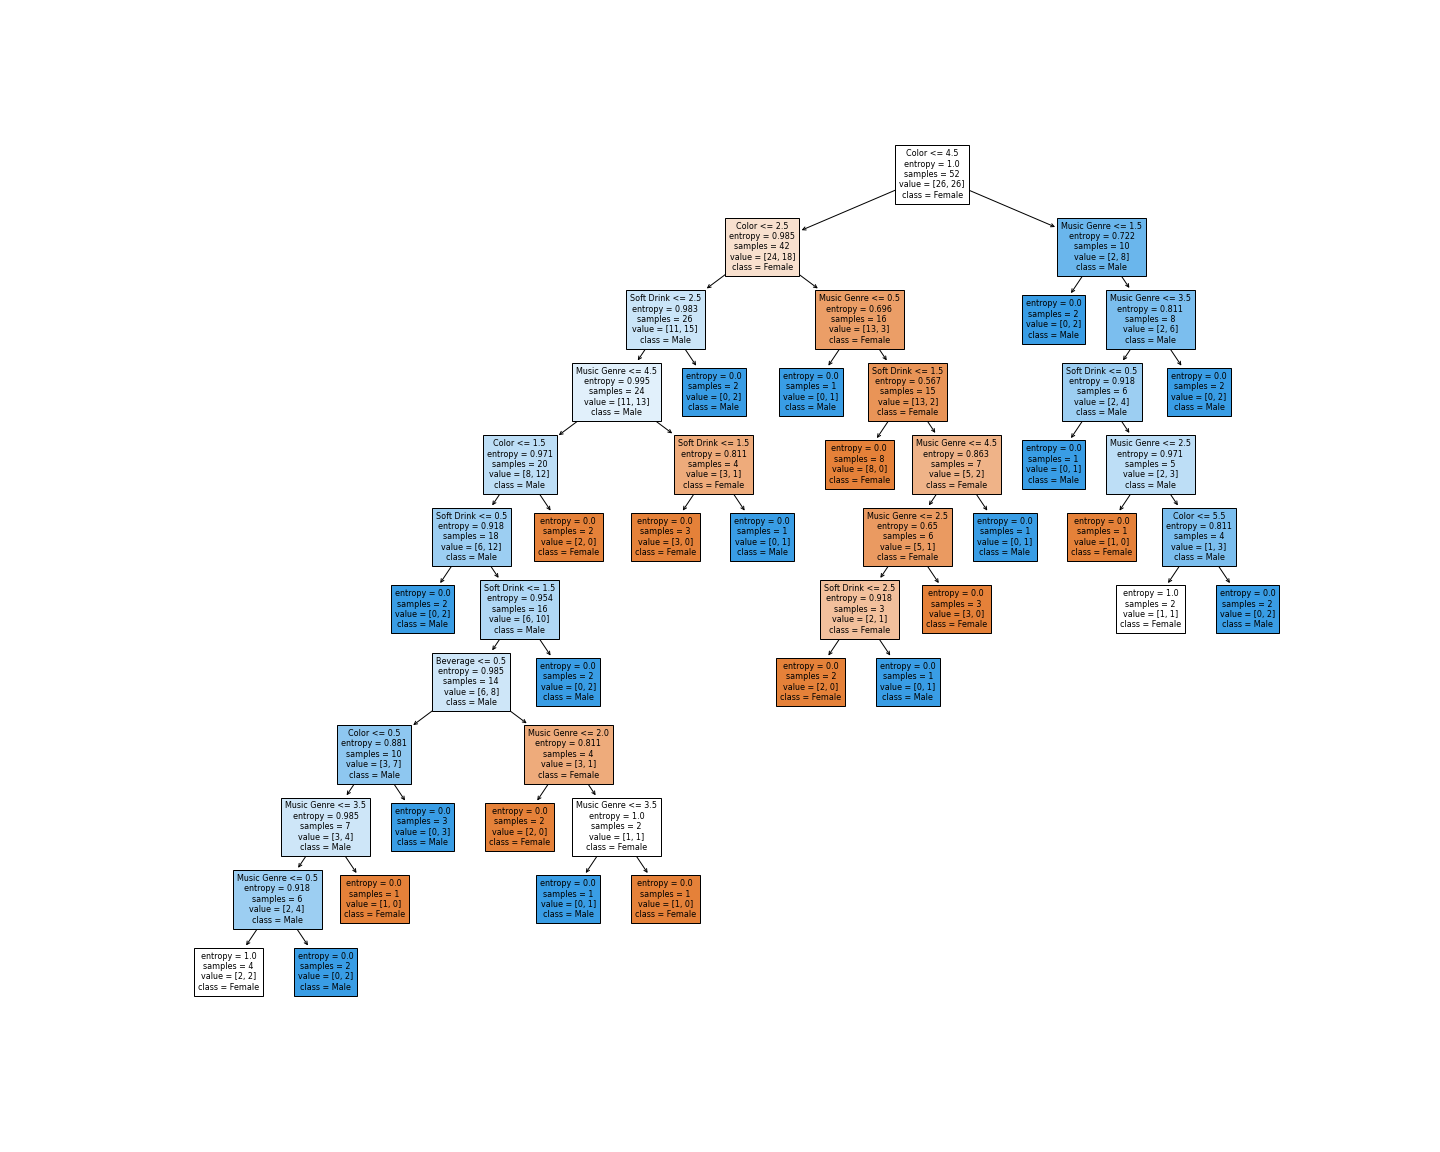 Color <= 4.5
entropy = 1.0
samples = 52
value = [26, 26]
class = Female
Color <= 2.5
entropy = 0.985
samples = 42
value = [24, 18]
class = Female
Music Genre <= 1.5
entropy = 0.722
samples = 10
value = [2, 8]
class = Male
Soft Drink <= 2.5
entropy = 0.983
samples = 26
value = [11, 15]
class = Male
Music Genre <= 0.5
entropy = 0.696
samples = 16
value = [13, 3]
class = Female
entropy = 0.0
samples = 2
value = [0, 2]
class = Male
Music Genre <= 3.5
entropy = 0.811
samples = 8
value = [2, 6]
class = Male
Music Genre <= 4.5
entropy = 0.995
samples = 24
value = [11, 13]
class = Male
entropy = 0.0
samples = 2
value = [0, 2]
class = Male
entropy = 0.0
samples = 1
value = [0, 1]
class = Male
Soft Drink <= 1.5
entropy = 0.567
samples = 15
value = [13, 2]
class = Female
Soft Drink <= 0.5
entropy = 0.918
samples = 6
value = [2, 4]
class = Male
entropy = 0.0
samples = 2
value = [0, 2]
class = Male
Color <= 1.5
entropy = 0.971
samples = 20
value = [8, 12]
class = Male
Soft Drink <= 1.5
entropy = 0.811
samples = 4
value = [3, 1]
class = Female
entropy = 0.0
samples = 8
value = [8, 0]
class = Female
Music Genre <= 4.5
entropy = 0.863
samples = 7
value = [5, 2]
class = Female
entropy = 0.0
samples = 1
value = [0, 1]
class = Male
Music Genre <= 2.5
entropy = 0.971
samples = 5
value = [2, 3]
class = Male
Soft Drink <= 0.5
entropy = 0.918
samples = 18
value = [6, 12]
class = Male
entropy = 0.0
samples = 2
value = [2, 0]
class = Female
entropy = 0.0
samples = 3
value = [3, 0]
class = Female
entropy = 0.0
samples = 1
value = [0, 1]
class = Male
Music Genre <= 2.5
entropy = 0.65
samples = 6
value = [5, 1]
class = Female
entropy = 0.0
samples = 1
value = [0, 1]
class = Male
entropy = 0.0
samples = 1
value = [1, 0]
class = Female
Color <= 5.5
entropy = 0.811
samples = 4
value = [1, 3]
class = Male
entropy = 0.0
samples = 2
value = [0, 2]
class = Male
Soft Drink <= 1.5
entropy = 0.954
samples = 16
value = [6, 10]
class = Male
Soft Drink <= 2.5
entropy = 0.918
samples = 3
value = [2, 1]
class = Female
entropy = 0.0
samples = 3
value = [3, 0]
class = Female
entropy = 1.0
samples = 2
value = [1, 1]
class = Female
entropy = 0.0
samples = 2
value = [0, 2]
class = Male
Beverage <= 0.5
entropy = 0.985
samples = 14
value = [6, 8]
class = Male
entropy = 0.0
samples = 2
value = [0, 2]
class = Male
entropy = 0.0
samples = 2
value = [2, 0]
class = Female
entropy = 0.0
samples = 1
value = [0, 1]
class = Male
Color <= 0.5
entropy = 0.881
samples = 10
value = [3, 7]
class = Male
Music Genre <= 2.0
entropy = 0.811
samples = 4
value = [3, 1]
class = Female
Music Genre <= 3.5
entropy = 0.985
samples = 7
value = [3, 4]
class = Male
entropy = 0.0
samples = 3
value = [0, 3]
class = Male
entropy = 0.0
samples = 2
value = [2, 0]
class = Female
Music Genre <= 3.5
entropy = 1.0
samples = 2
value = [1, 1]
class = Female
Music Genre <= 0.5
entropy = 0.918
samples = 6
value = [2, 4]
class = Male
entropy = 0.0
samples = 1
value = [1, 0]
class = Female
entropy = 0.0
samples = 1
value = [0, 1]
class = Male
entropy = 0.0
samples = 1
value = [1, 0]
class = Female
entropy = 1.0
samples = 4
value = [2, 2]
class = Female
entropy = 0.0
samples = 2
value = [0, 2]
class = Male